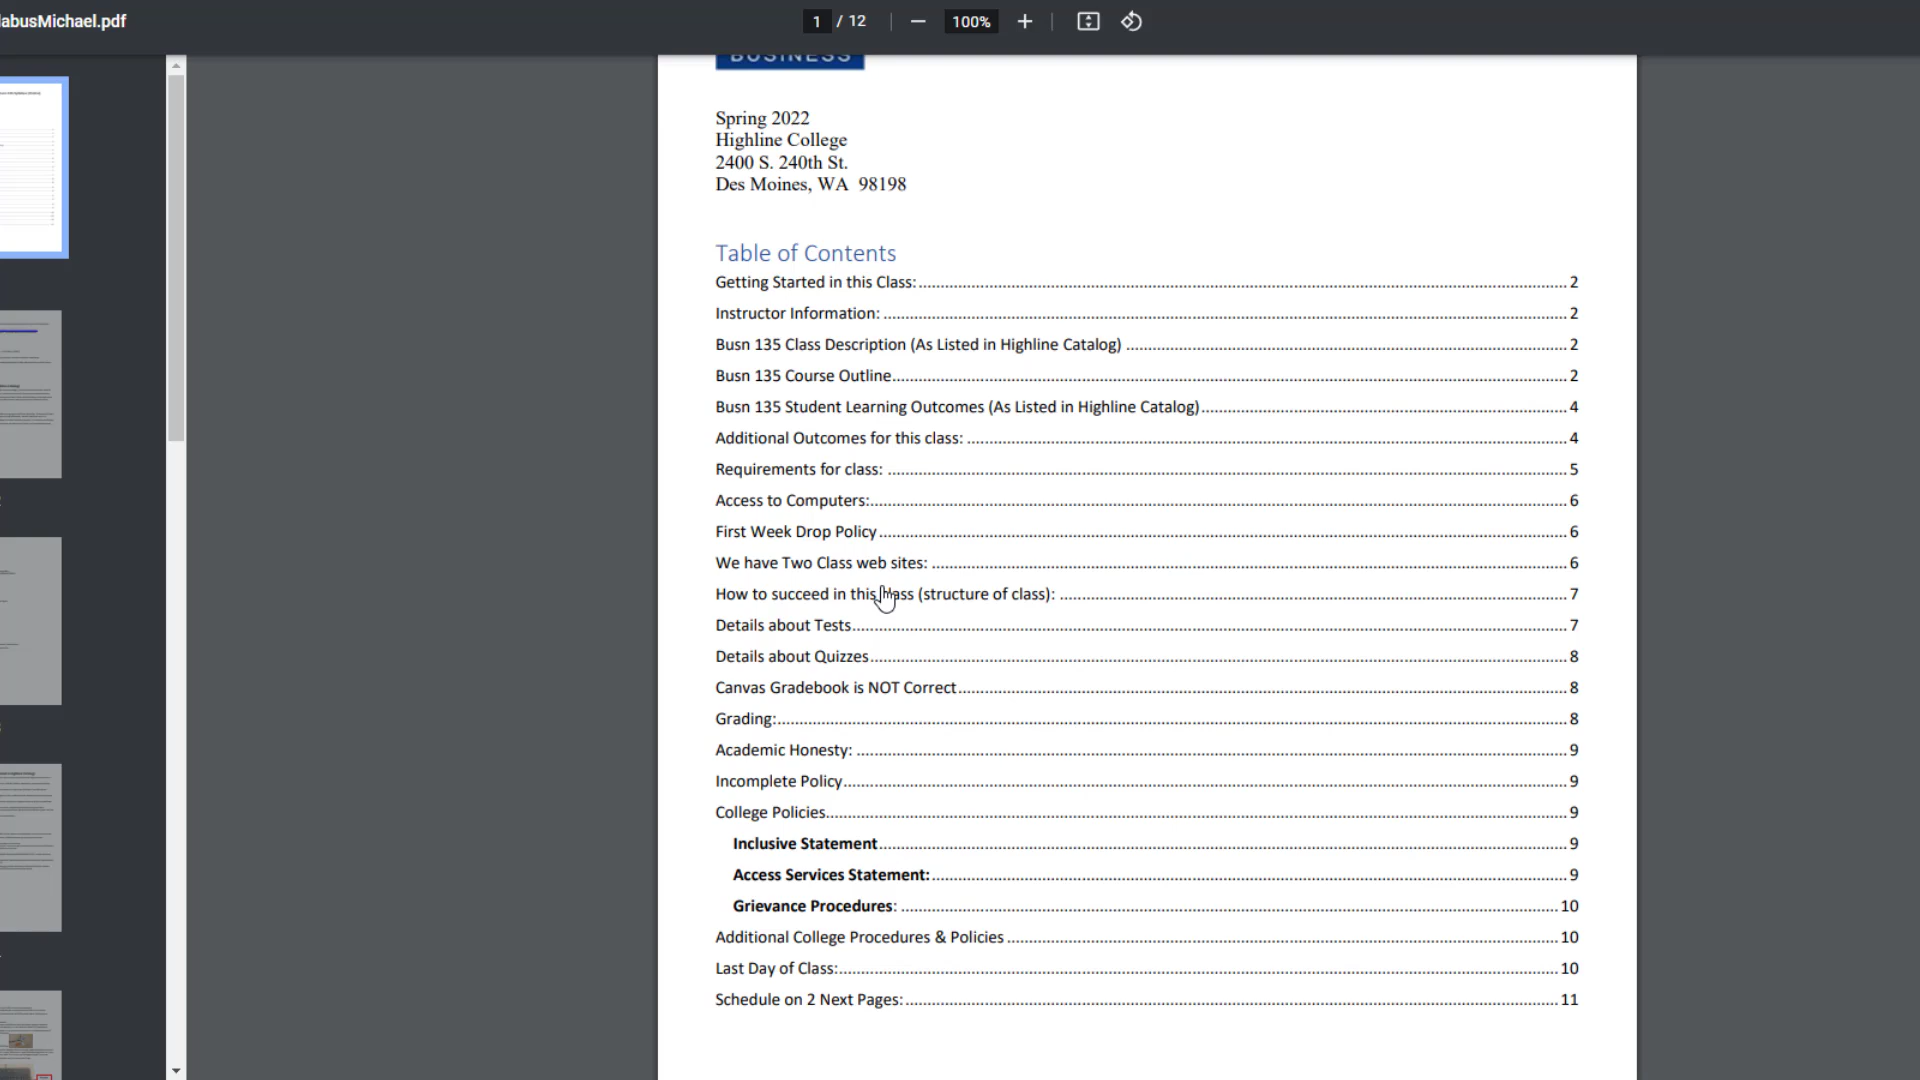 labusMichael.pdf
1 / 12
100%
BUSINESS
Spring 2022
Highline College
2400 S. 240th St.
Des Moines, WA 98198
Table of Contents
Getting Started in this Class: 2
Instructor Information: 2
Busn 135 Class Description (As Listed in Highline Catalog) 2
Busn 135 Course Outline 2
Busn 135 Student Learning Outcomes (As Listed in Highline Catalog) 4
Additional Outcomes for this class: 4
Requirements for class: 5
Access to Computers: 6
First Week Drop Policy 6
We have Two Class web sites: 6
How to succeed in this class (structure of class): 7
Details about Tests 7
Details about Quizzes 8
Canvas Gradebook is NOT Correct 8
Grading: 8
Academic Honesty: 9
Incomplete Policy 9
College Policies 9
Inclusive Statement 9
Access Services Statement: 9
Grievance Procedures: 10
Additional College Procedures & Policies 10
Last Day of Class: 10
Schedule on 2 Next Pages: 11